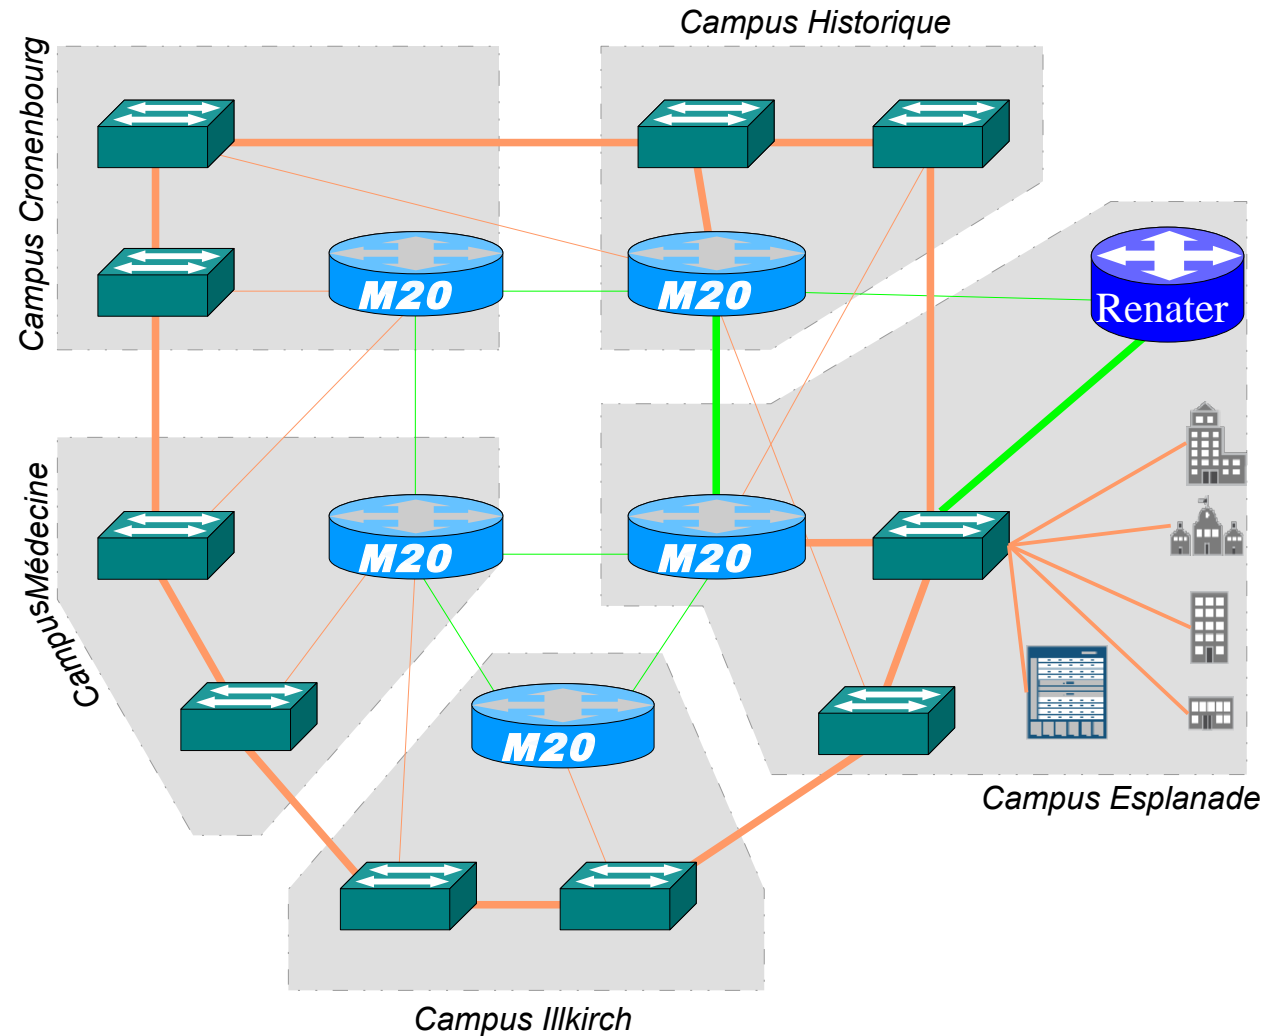 Campus Historique
Campus Cronenbourg
M20
M20
Renater
CampusMédecine
M20
M20
M20
Campus Esplanade
Campus Illkirch